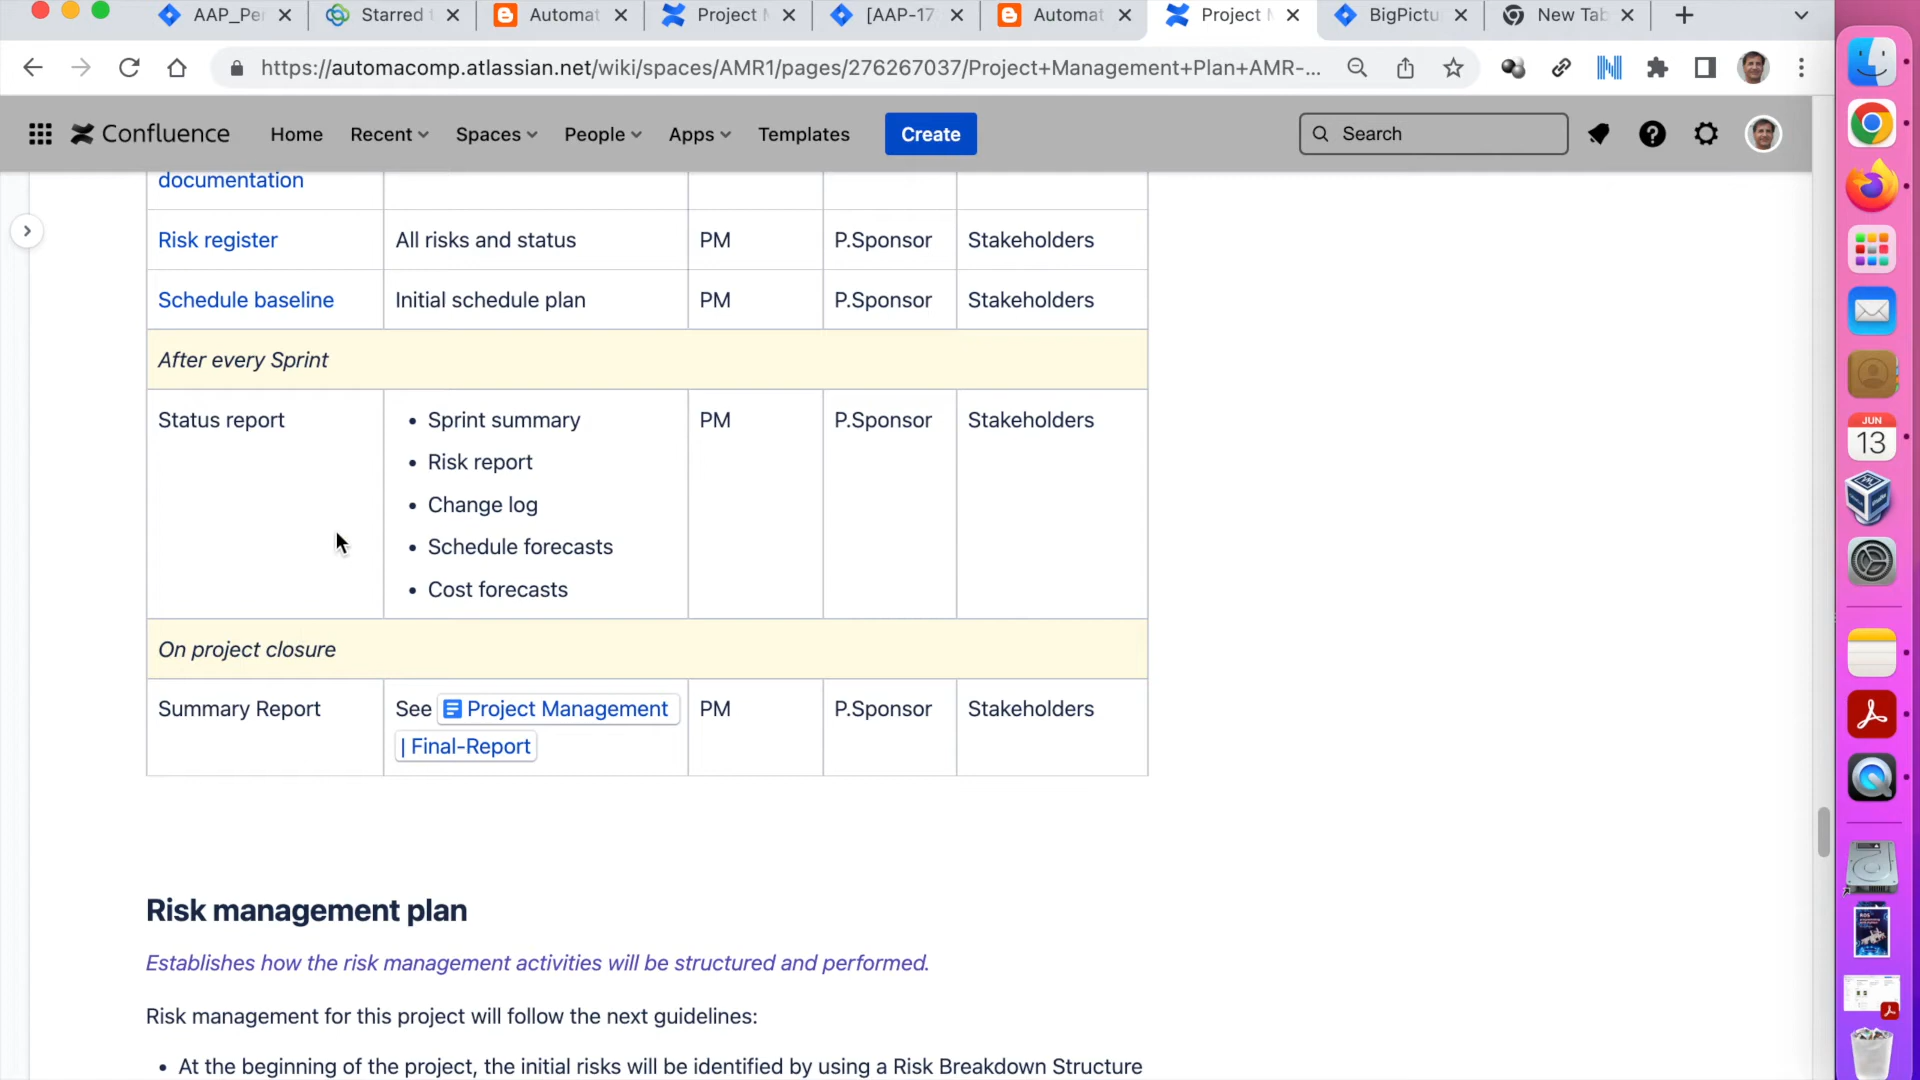 AAP_Pe
Starred
Automat
Project
[AAP-17
Automat
Project
BigPictu
New Tab
https://automacomp.atlassian.net/wiki/spaces/AMR1/pages/276267037/Project+Management+Plan+AMR-...
Confluence
Home
Recent
Spaces
People
Apps
Templates
Create
Search
documentation
Risk register
All risks and status
PM
P.Sponsor
Stakeholders
Schedule baseline
Initial schedule plan
PM
P.Sponsor
Stakeholders
After every Sprint
Status report
• Sprint summary
• Risk report
• Change log
• Schedule forecasts
• Cost forecasts
PM
P.Sponsor
Stakeholders
On project closure
Summary Report
See Project Management
| Final-Report
PM
P.Sponsor
Stakeholders
Risk management plan
Establishes how the risk management activities will be structured and performed.
Risk management for this project will follow the next guidelines:
• At the beginning of the project, the initial risks will be identified by using a Risk Breakdown Structure
JUN
13